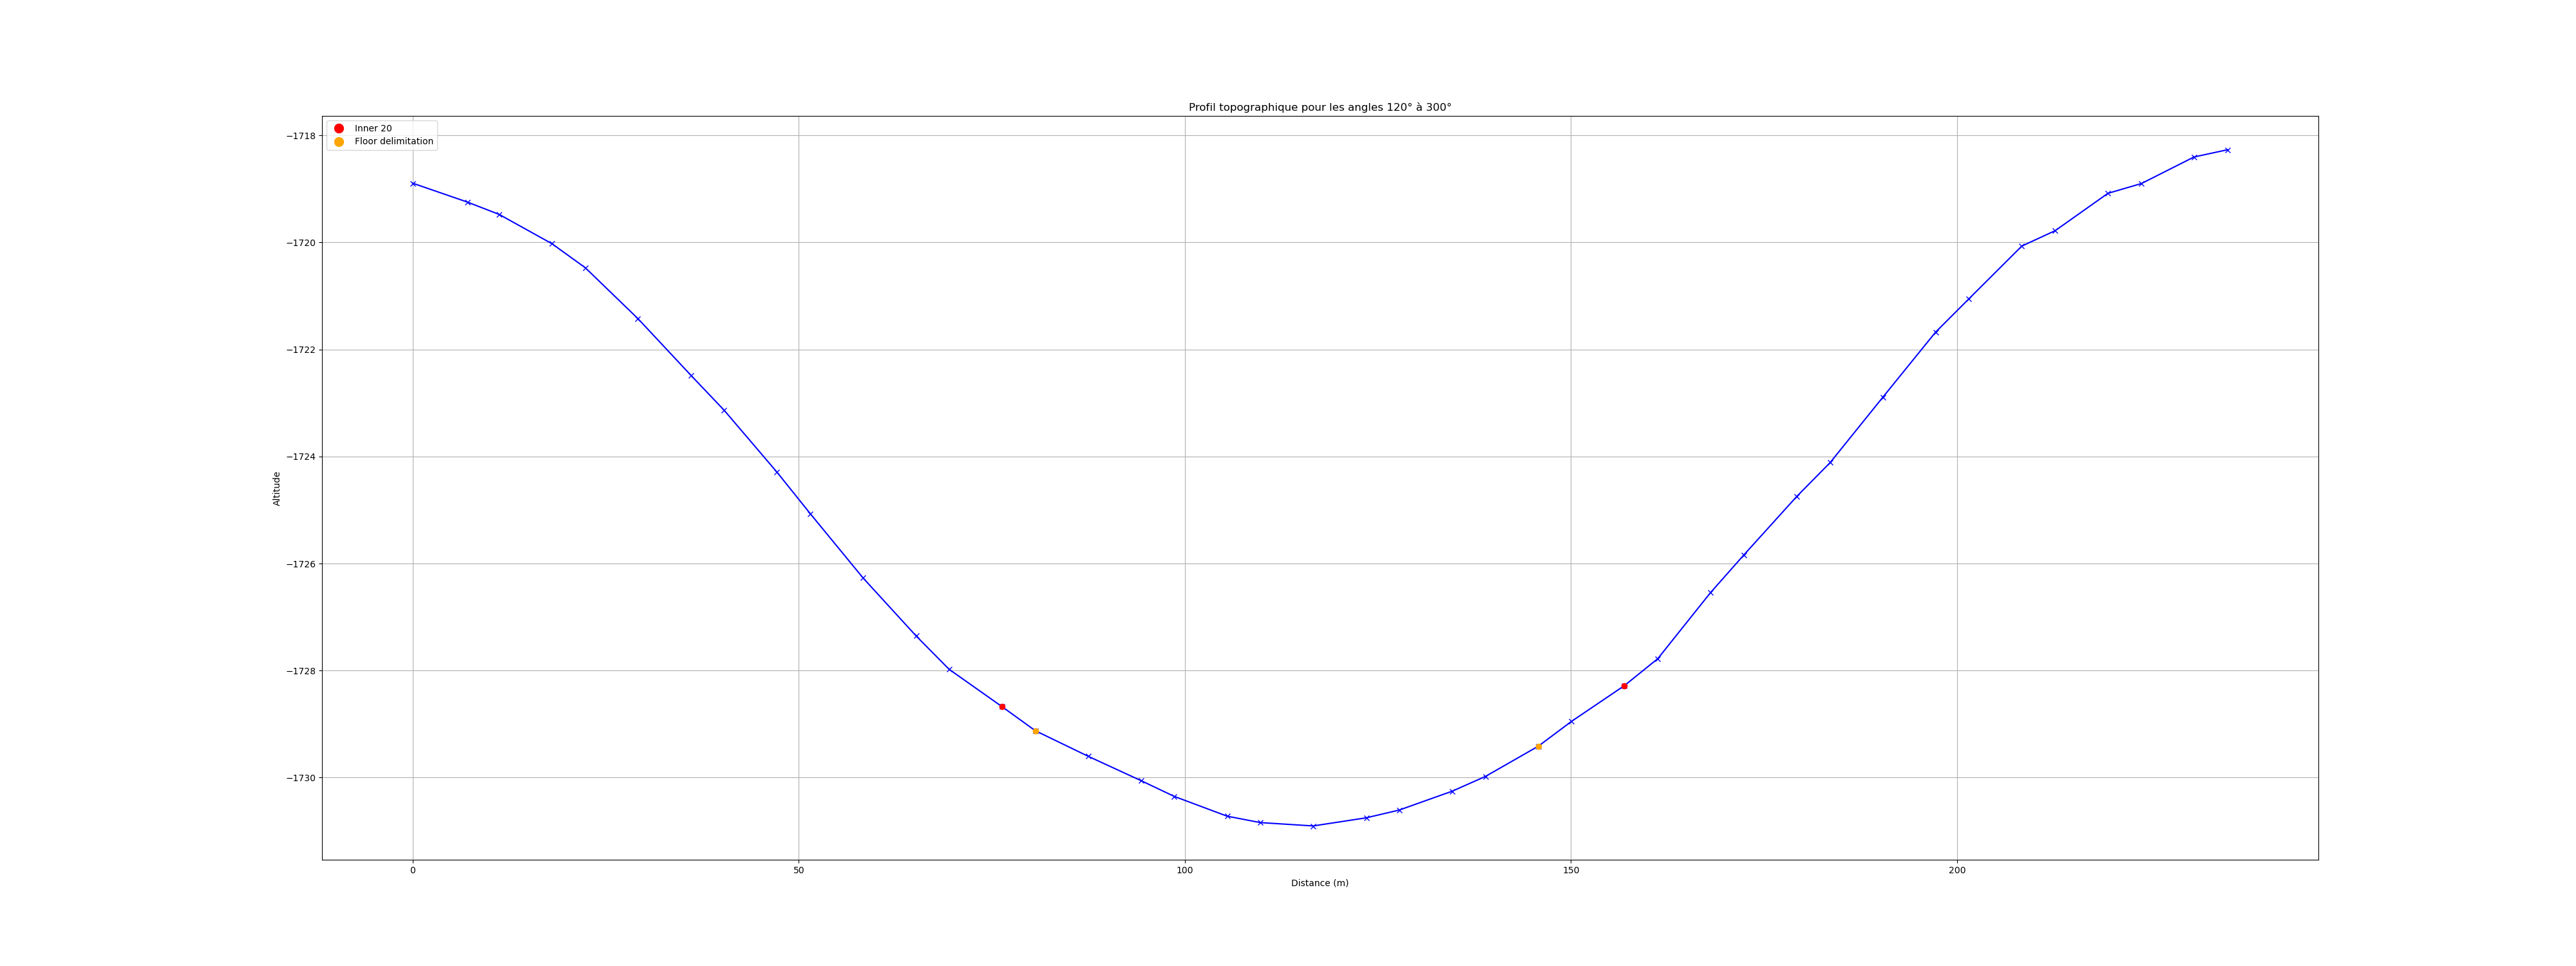 Profil topographique pour les angles 120° à 300°
Inner 20
Floor delimitation
Altitude
−1718
−1720
−1722
−1724
−1726
−1728
−1730
0 50 100 150 200
Distance (m)